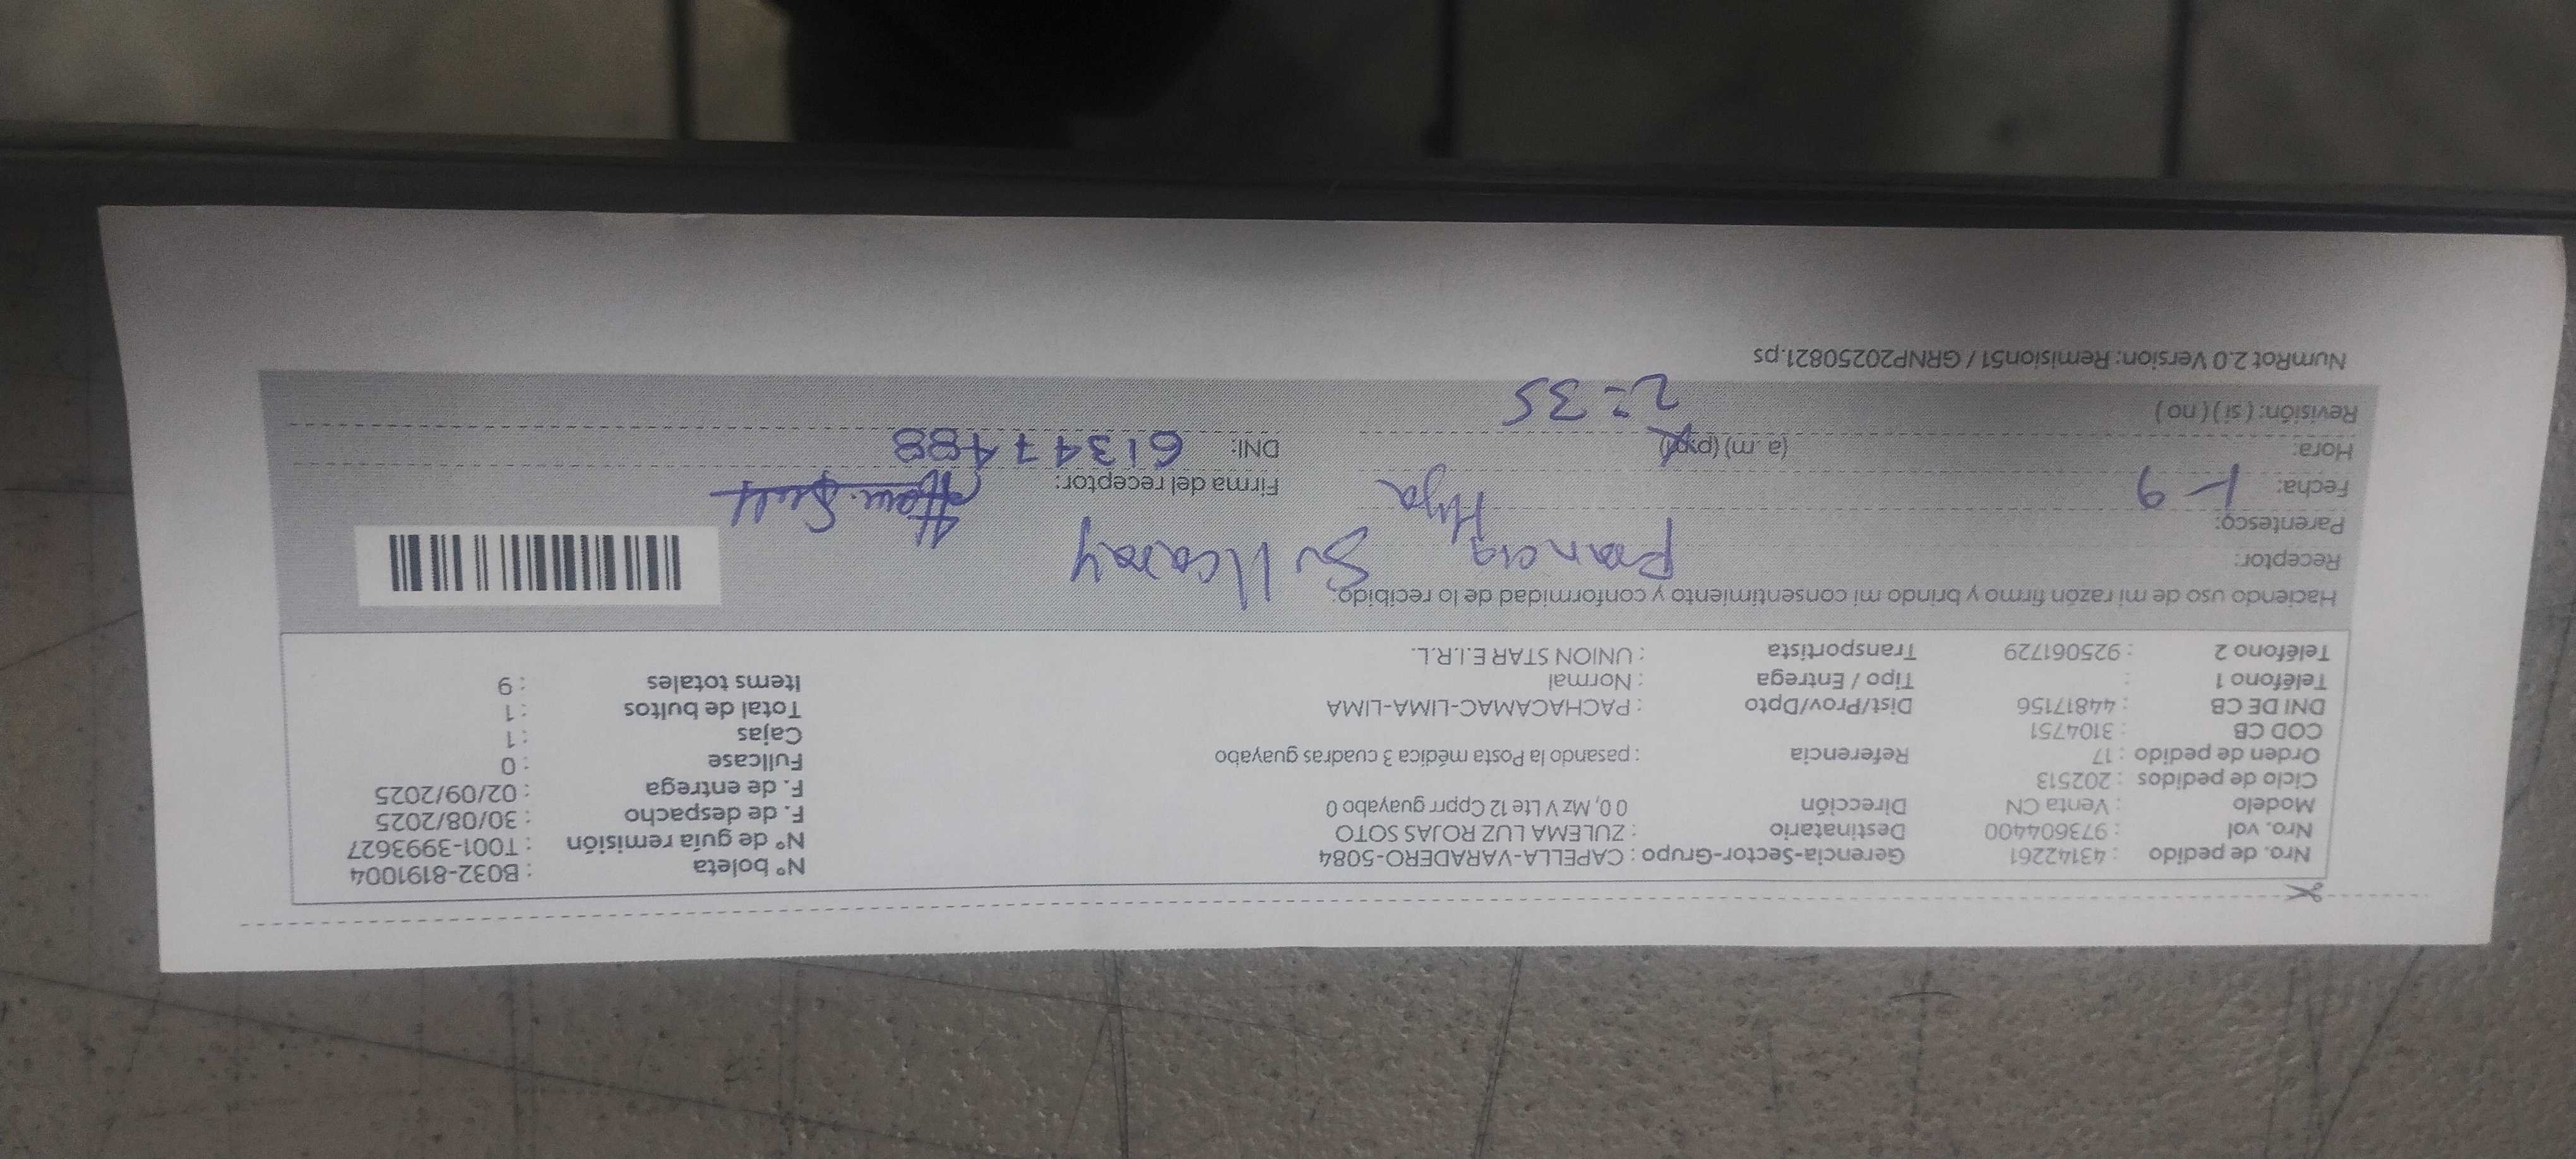 Nro. de pedido : 43142261 Gerencia-Sector-Grupo : CAPELLA-VARADERO-5084 N° boleta : B032-8191004
Nro. vol : 973604400 Destinatario : ZULEMA LUZ ROJAS SOTO N° de guía remisión : T001-3993627
Modelo : Venta CN Dirección 0 0, Mz V Lte 12 Cpprr guayabo 0 F. de despacho : 30/08/2025
Ciclo de pedidos : 202513 F. de entrega : 02/09/2025
Orden de pedido : 17 Referencia : pasando la Posta médica 3 cuadras guayabo Fullcase : 0
COD CB : 3104751 Cajas : 1
DNI DE CB : 44817156 Dist/Prov/Dpto : PACHACAMAC-LIMA-LIMA Total de bultos : 1
Teléfono 1 : Tipo / Entrega : Normal Items totales : 9
Teléfono 2 : 925061729 Transportista : UNION STAR E.I.R.L.
Haciendo uso de mi razón firmo y brindo mi consentimiento y conformidad de lo recibido.
Receptor: Francia Sullcaray
Parentesco: Hija
Fecha: 1-9 Firma del receptor:
Hora: (a.m) (p.m) 2:35 DNI: 61347488
Revisión: ( si ) ( no )
NumRot 2.0 Version: Remision51 / GRNP20250821.ps